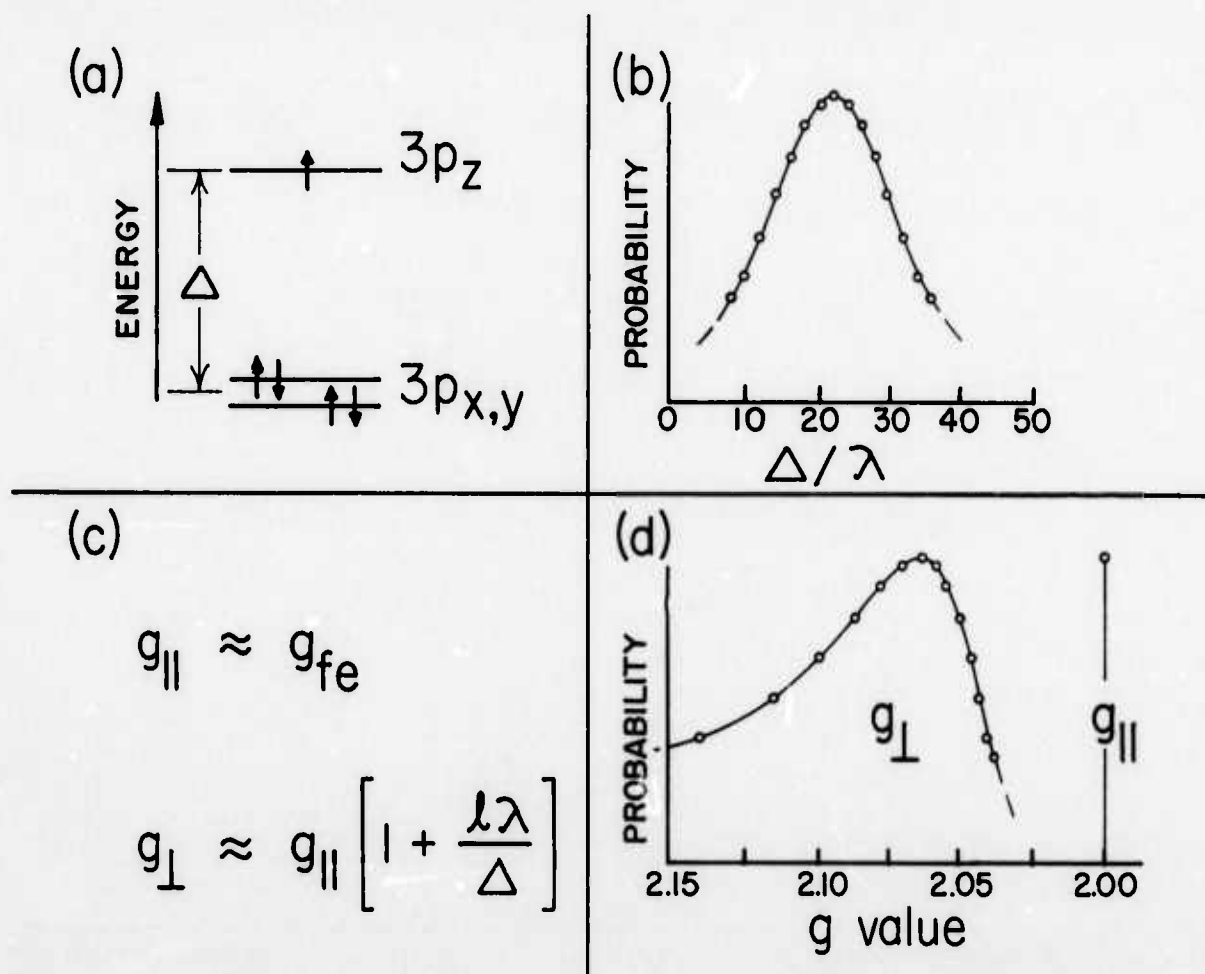 (a)
ENERGY
Δ
3p_z
3p_x,y
(b)
PROBABILITY
0 10 20 30 40 50
Δ/λ
(c)
g_|| ≈ g_fe
g_⊥ ≈ g_|| [1 + ℓλ/Δ]
(d)
PROBABILITY
g_⊥
g_||
2.15 2.10 2.05 2.00
g value